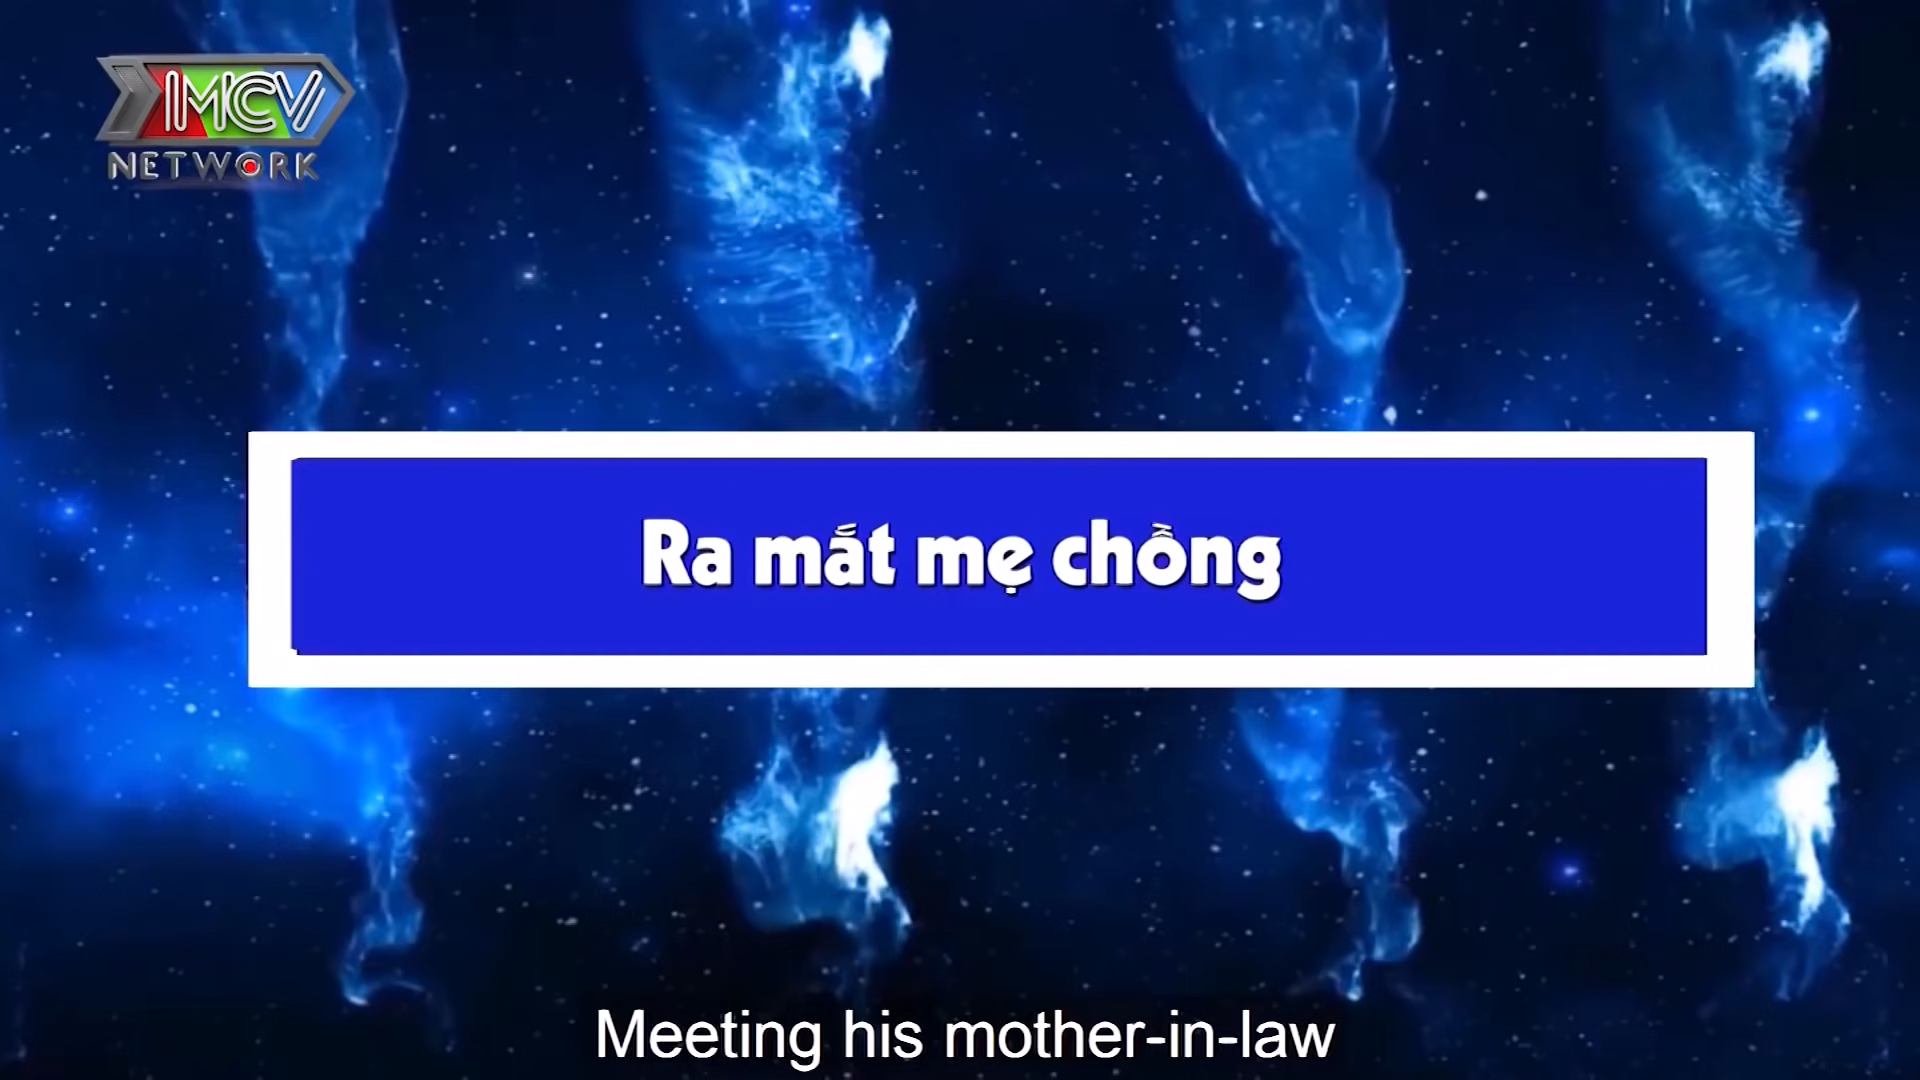 MCV
NETWORK
Ra mắt mẹ chồng
Meeting his mother-in-law